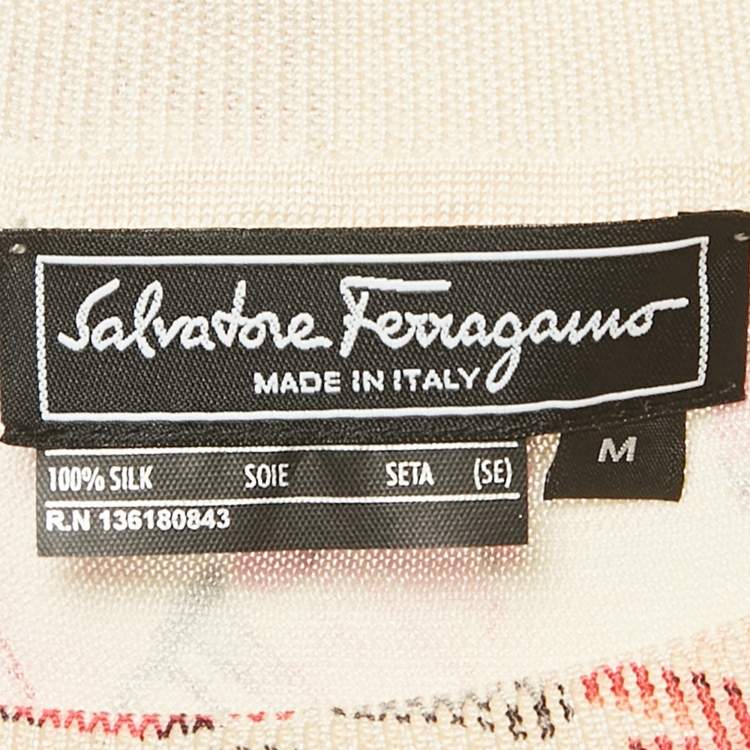 Salvatore Ferragamo
MADE IN ITALY
M
100% SILK SOIE SETA (SE)
R.N 136180843